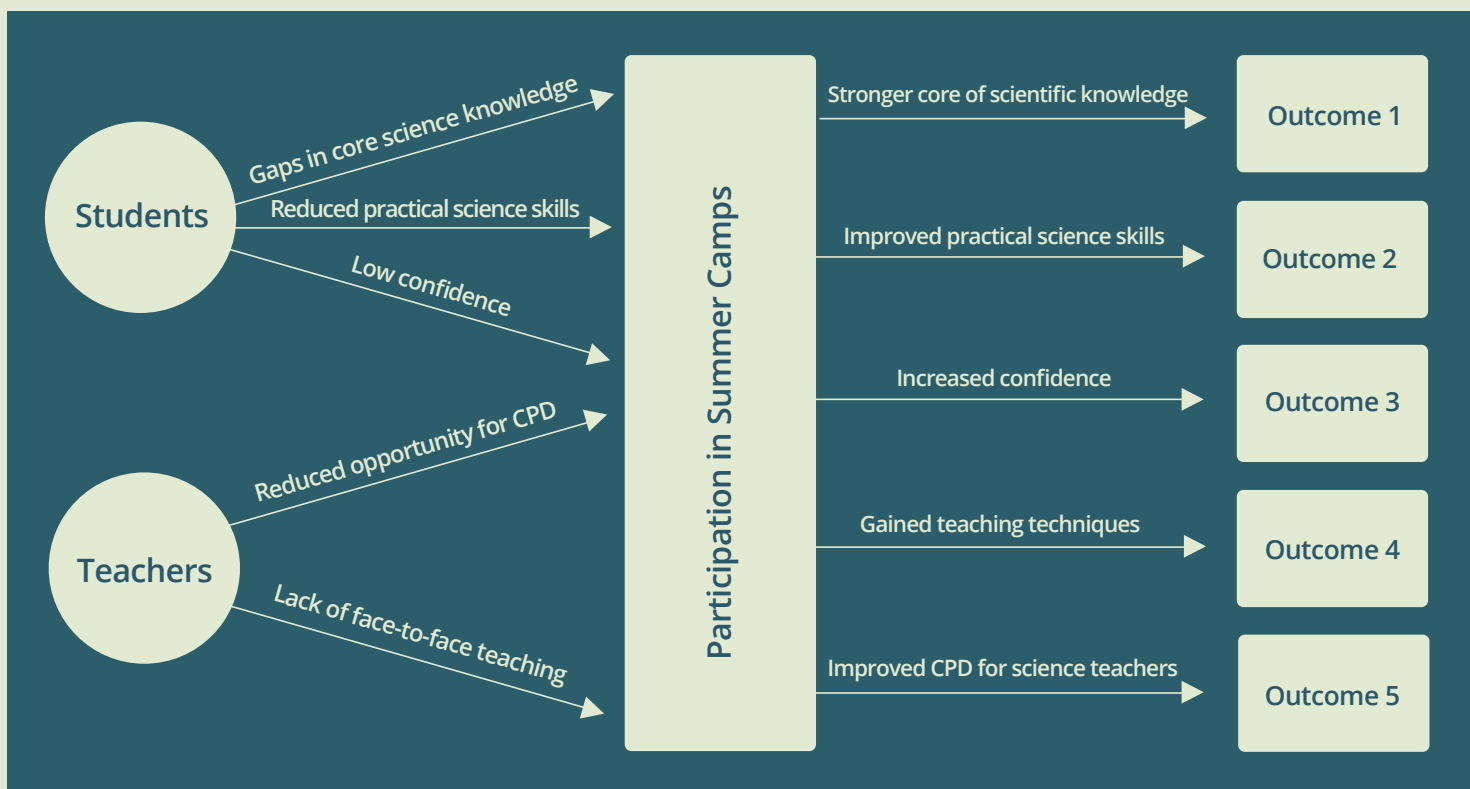 Students
Gaps in core science knowledge
Reduced practical science skills
Low confidence
Teachers
Reduced opportunity for CPD
Lack of face-to-face teaching
Participation in Summer Camps
Stronger core of scientific knowledge
Outcome 1
Improved practical science skills
Outcome 2
Increased confidence
Outcome 3
Gained teaching techniques
Outcome 4
Improved CPD for science teachers
Outcome 5